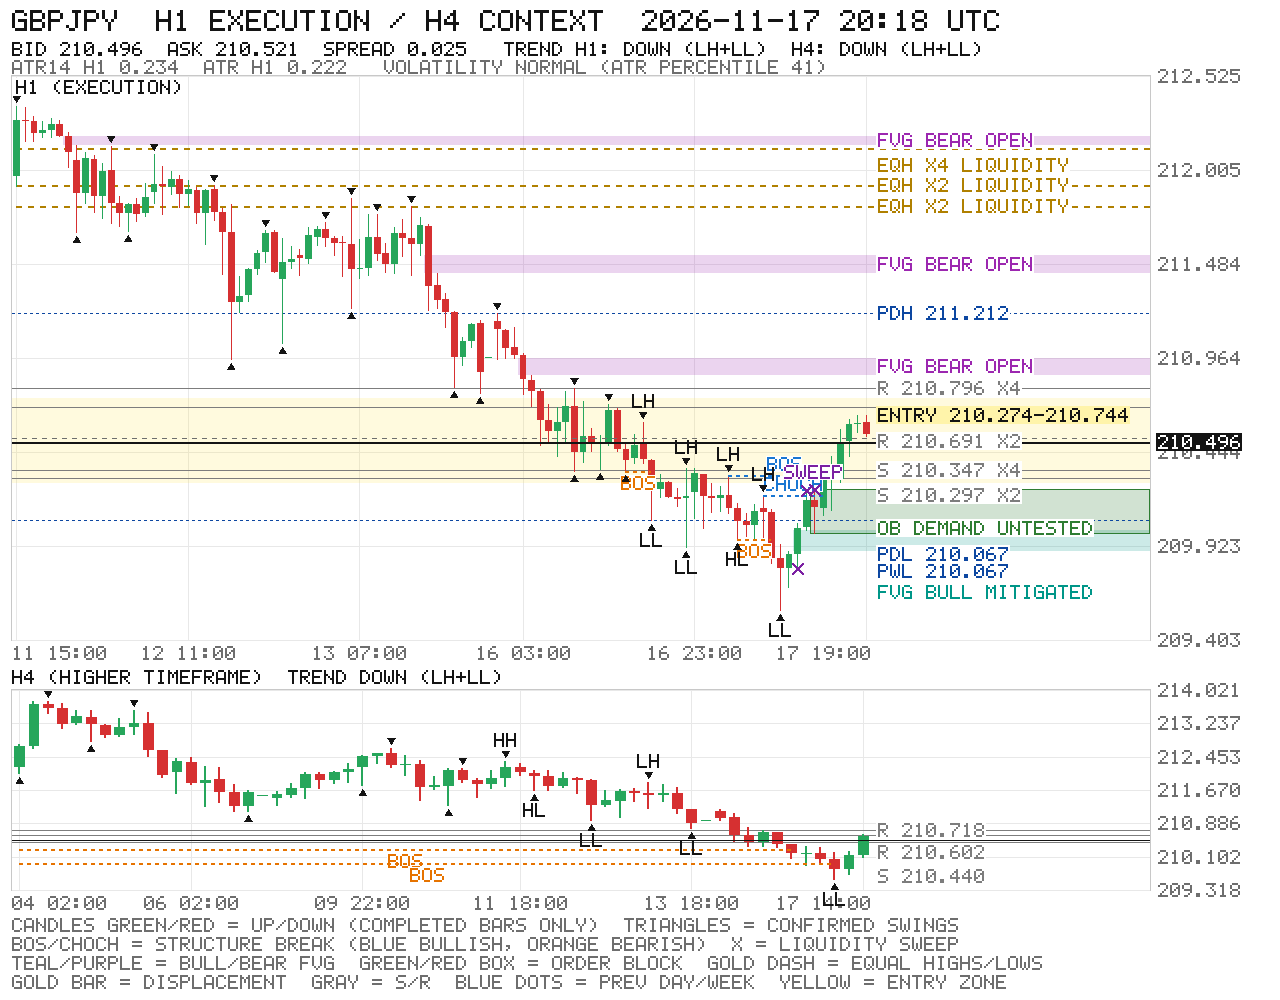 GBPJPY  H1 EXECUTION / H4 CONTEXT  2026-11-17 20:18 UTC
BID 210.496  ASK 210.521  SPREAD 0.025  TREND H1: DOWN (LH+LL)  H4: DOWN (LH+LL)
ATR14 H1 0.234  ATR H1 0.222  VOLATILITY NORMAL (ATR PERCENTILE 41)
212.525
H1 (EXECUTION)
FVG BEAR OPEN
EQH X4 LIQUIDITY
212.005
EQH X2 LIQUIDITY
EQH X2 LIQUIDITY
FVG BEAR OPEN
211.484
PDH 211.212
210.964
FVG BEAR OPEN
R 210.796 X4
LH
ENTRY 210.274-210.744
R 210.691 X2
210.496
210.444
LH
LH
BOS
LH
SWEEP
S 210.347 X4
BOS
CHOCH
S 210.297 X2
OB DEMAND UNTESTED
LL
BOS
HL
209.923
PDL 210.067
LL
PWL 210.067
FVG BULL MITIGATED
LL
209.403
11 15:00
12 11:00
13 07:00
16 03:00
16 23:00
17 19:00
H4 (HIGHER TIMEFRAME)  TREND DOWN (LH+LL)
214.021
213.237
HH
212.453
LH
211.670
HL
210.886
R 210.718
LL
LL
R 210.602
BOS
210.102
BOS
S 210.440
209.318
LL
04 02:00
06 02:00
09 22:00
11 18:00
13 18:00
CANDLES GREEN/RED = UP/DOWN (COMPLETED BARS ONLY)  TRIANGLES = CONFIRMED SWINGS
BOS/CHOCH = STRUCTURE BREAK (BLUE BULLISH, ORANGE BEARISH)  X = LIQUIDITY SWEEP
TEAL/PURPLE = BULL/BEAR FVG  GREEN/RED BOX = ORDER BLOCK  GOLD DASH = EQUAL HIGHS/LOWS
GOLD BAR = DISPLACEMENT  GRAY = S/R  BLUE DOTS = PREV DAY/WEEK  YELLOW = ENTRY ZONE